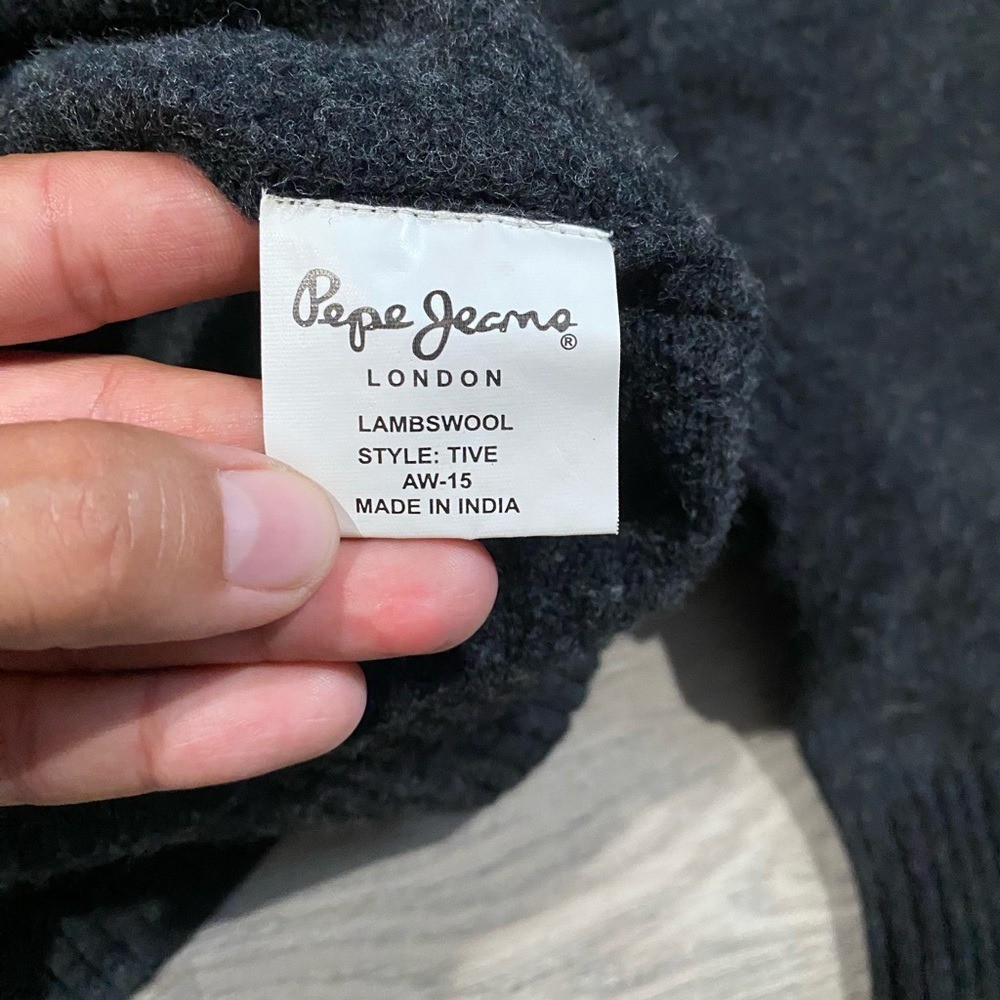 Pepe Jeans®
LONDON
LAMBSWOOL
STYLE: TIVE
AW-15
MADE IN INDIA